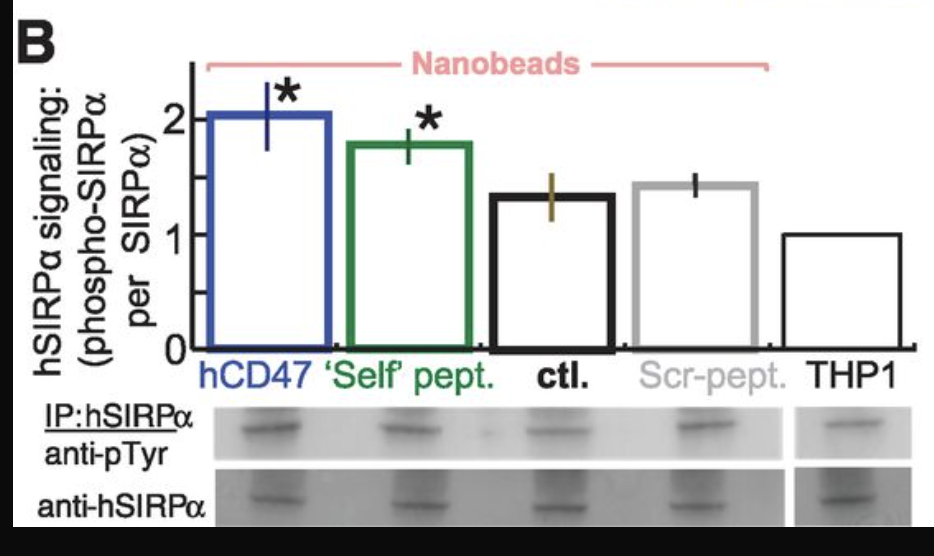 B
Nanobeads
hSIRPα signaling:
(phospho-SIRPα
per SIRPα)
2
1
0
*
*
hCD47 ‘Self’ pept. ctl. Scr-pept. THP1
IP:hSIRPα
anti-pTyr
anti-hSIRPα